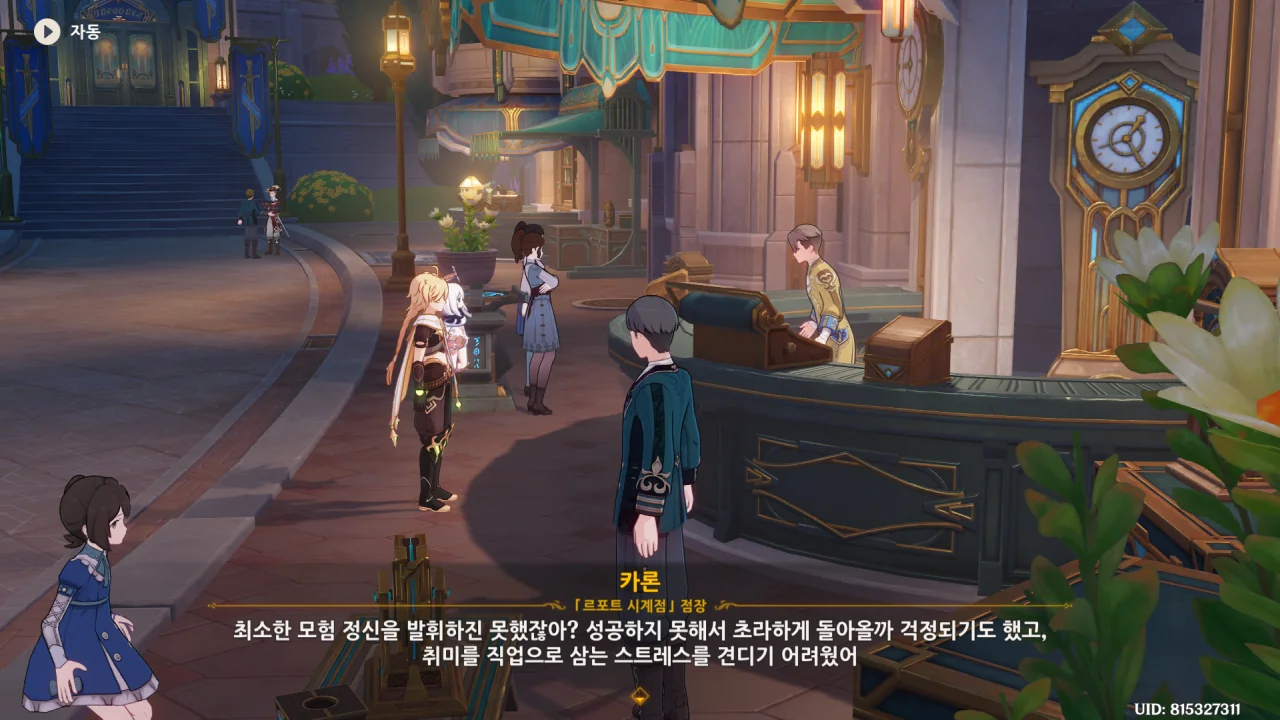 자동
카론
「르포트 시계점」 점장
최소한 모험 정신을 발휘하진 못했잖아? 성공하지 못해서 초라하게 돌아올까 걱정되기도 했고,
취미를 직업으로 삼는 스트레스를 견디기 어려웠어
UID: 815327311